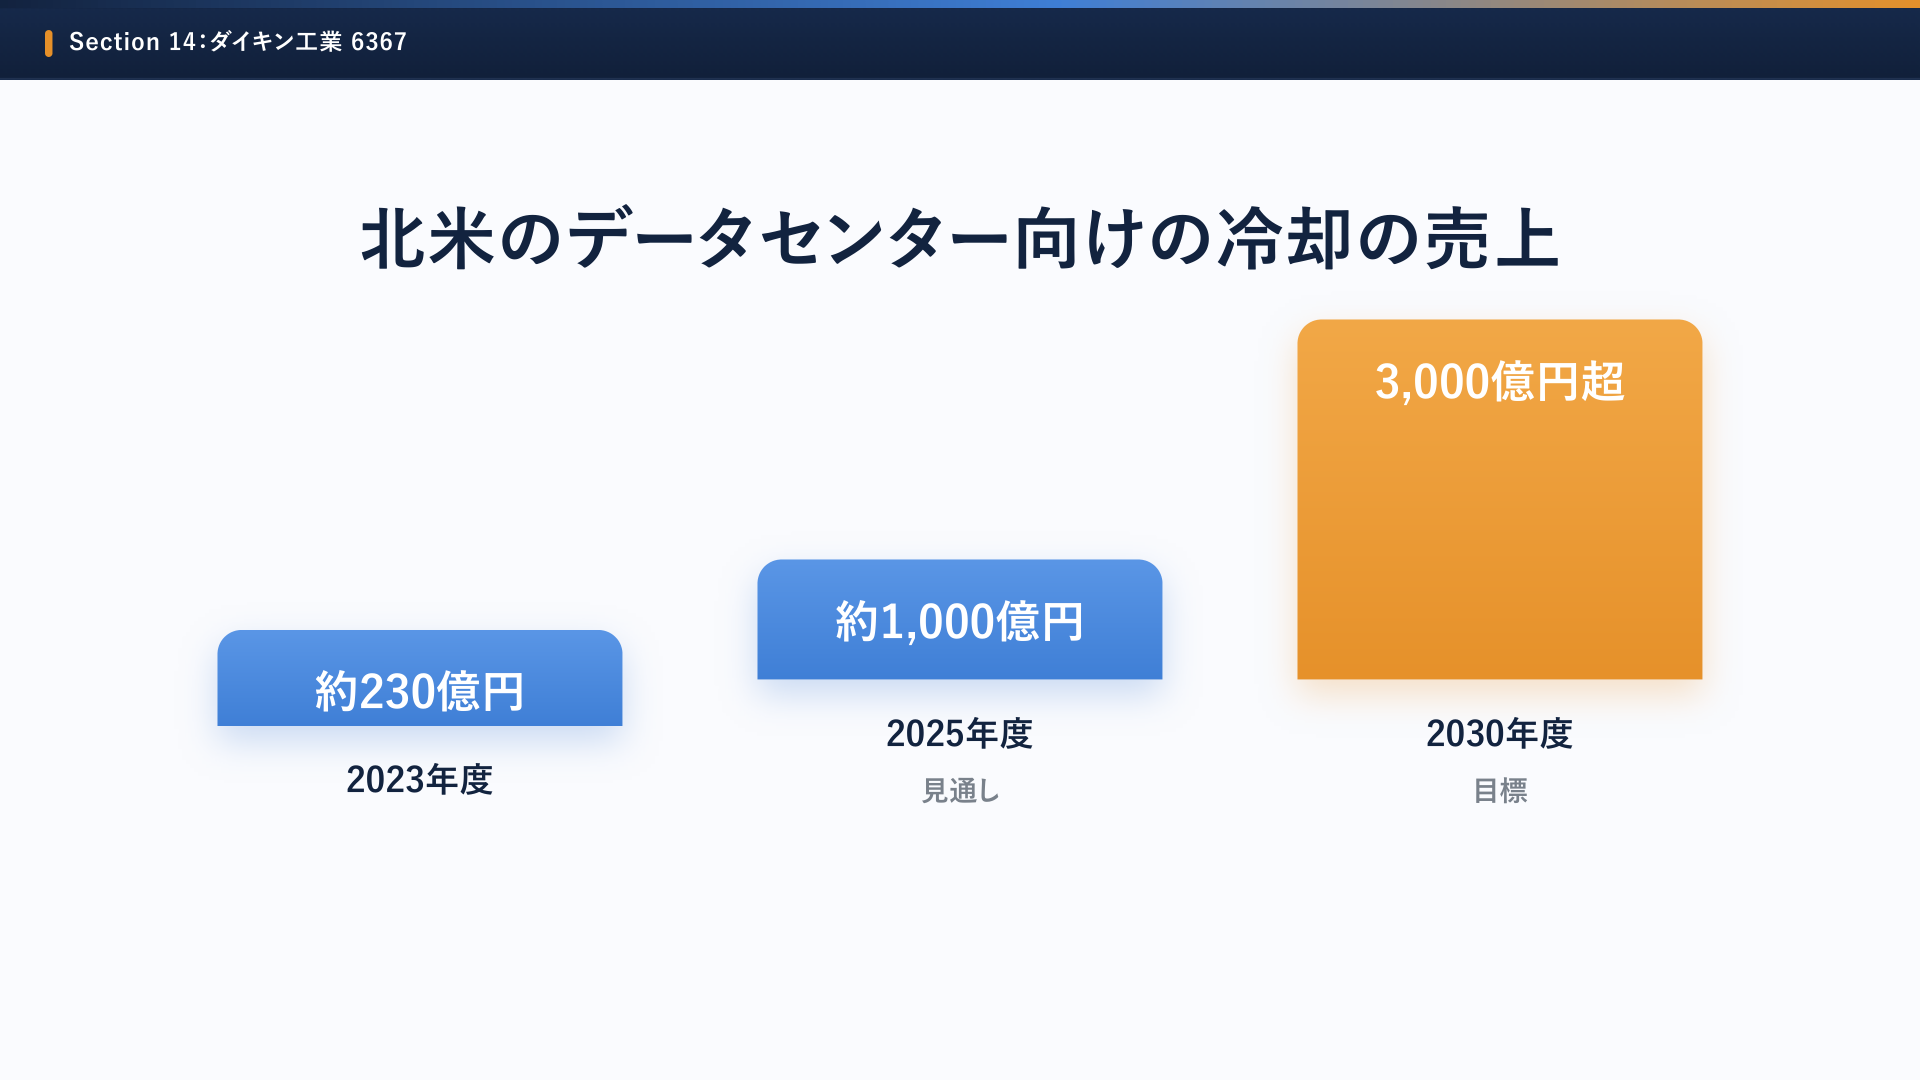 Section 14：ダイキン工業 6367
北米のデータセンター向けの冷却の売上
3,000億円超
約1,000億円
約230億円
2023年度
2025年度
見通し
2030年度
目標